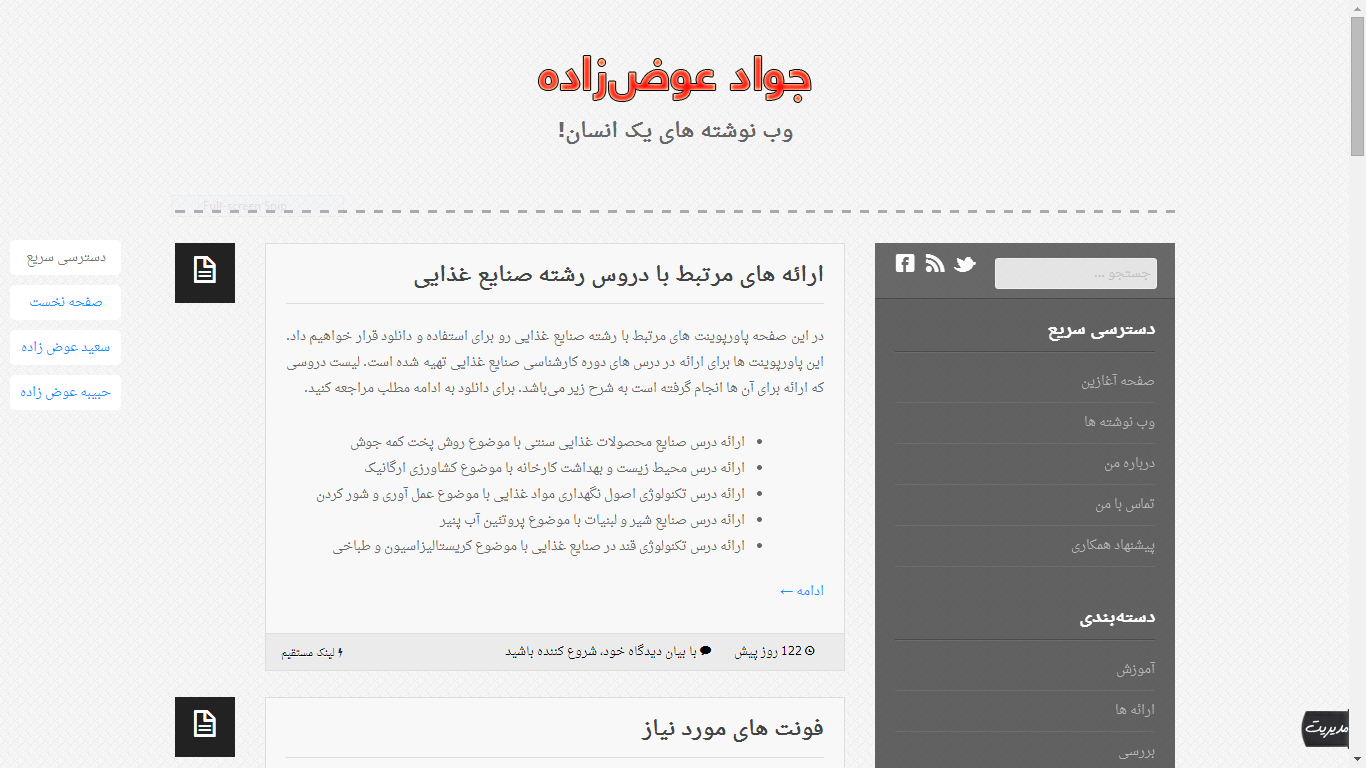 جواد عوض‌زاده
وب نوشته های یک انسان!
Full-screen Snip
جستجو ...
دسترسی سریع
صفحه آغازین
وب نوشته ها
درباره من
تماس با من
پیشنهاد همکاری
دسته‌بندی
آموزش
ارائه ها
بررسی
ارائه های مرتبط با دروس رشته صنایع غذایی
در این صفحه پاورپوینت های مرتبط با رشته صنایع غذایی رو برای استفاده و دانلود قرار خواهیم داد.
این پاورپوینت ها برای ارائه در درس های دوره کارشناسی صنایع غذایی تهیه شده است. لیست دروسی
که ارائه برای آن ها انجام گرفته است به شرح زیر می‌باشد. برای دانلود به ادامه مطلب مراجعه کنید.
ارائه درس صنایع محصولات غذایی سنتی با موضوع روش پخت کمه جوش
ارائه درس محیط زیست و بهداشت کارخانه با موضوع کشاورزی ارگانیک
ارائه درس تکنولوژی اصول نگهداری مواد غذایی با موضوع عمل آوری و شور کردن
ارائه درس صنایع شیر و لبنیات با موضوع پروتئین آب پنیر
ارائه درس تکنولوژی قند در صنایع غذایی با موضوع کریستالیزاسیون و طباخی
ادامه ←
122 روز پیش با بیان دیدگاه خود، شروع کننده باشید لینک مستقیم
فونت های مورد نیاز
دسترسی سریع
صفحه نخست
سعید عوض زاده
حبیبه عوض زاده
مدیریت